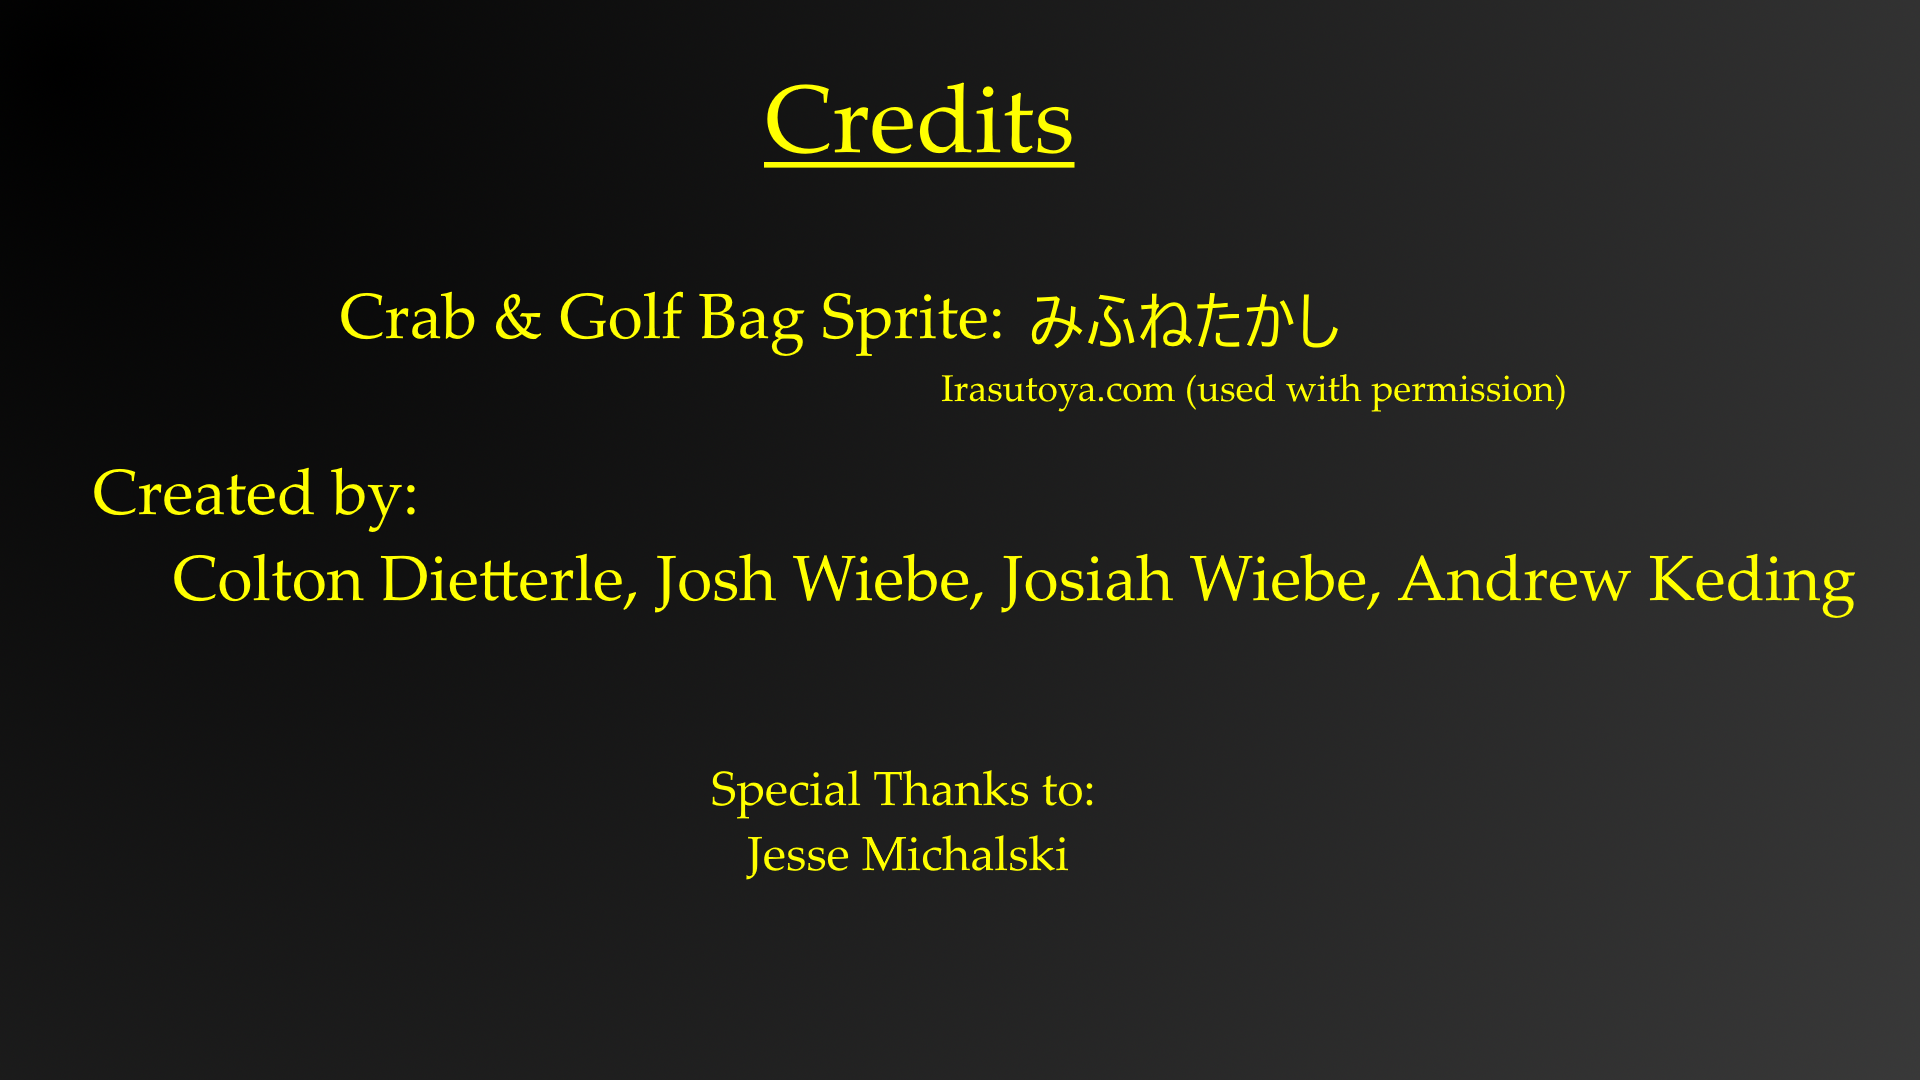 Credits
Crab & Golf Bag Sprite: みふねたかし
Irasutoya.com (used with permission)
Created by:
Colton Dietterle, Josh Wiebe, Josiah Wiebe, Andrew Keding
Special Thanks to:
Jesse Michalski